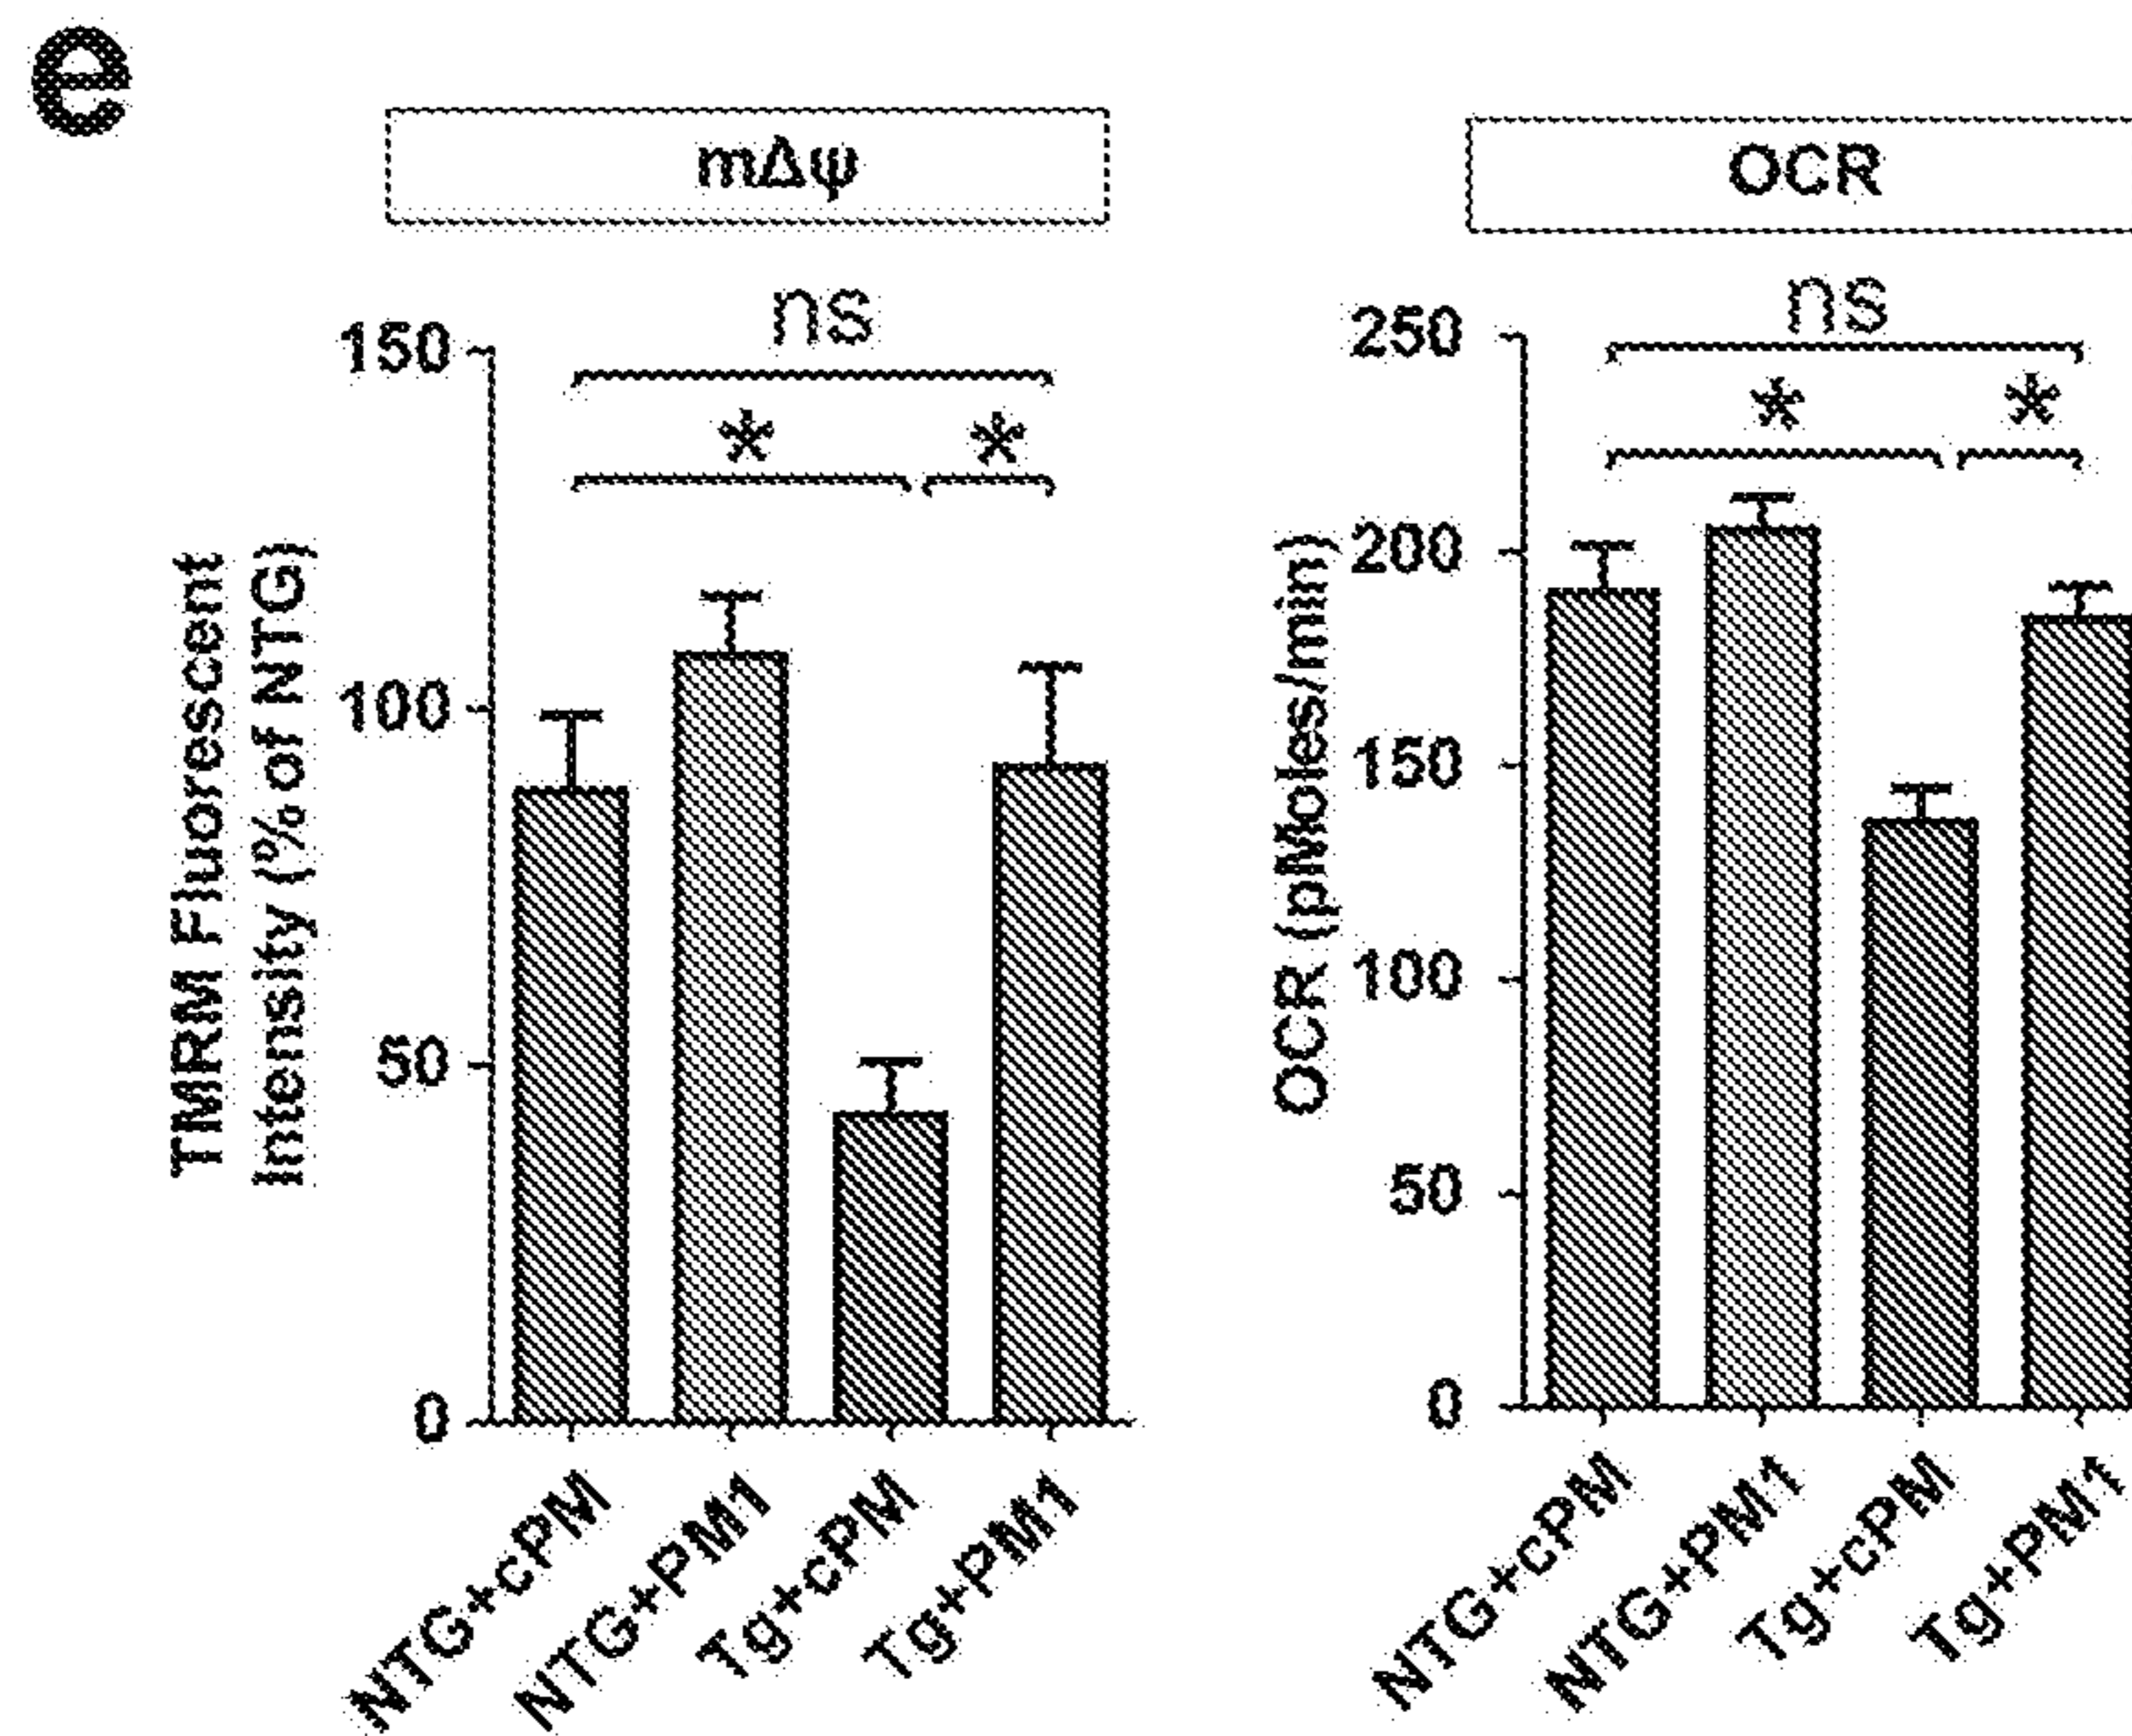 e
mΔψ
ns
* *
150
100
50
0
TMRM Fluorescent
Intensity (% of NTG)
NTG+cPM
NTG+PM1
Tg+cPM
Tg+PM1
OCR
ns
* *
250
200
150
100
50
0
OCR (pMoles/min)
NTG+cPM
NTG+PM1
Tg+cPM
Tg+PM1